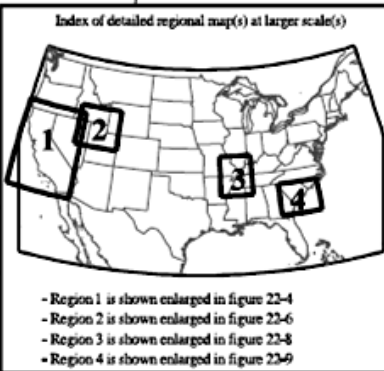 Index of detailed regional map(s) at larger scale(s)
1
2
3
4
- Region 1 is shown enlarged in figure 22-4
- Region 2 is shown enlarged in figure 22-6
- Region 3 is shown enlarged in figure 22-8
- Region 4 is shown enlarged in figure 22-9